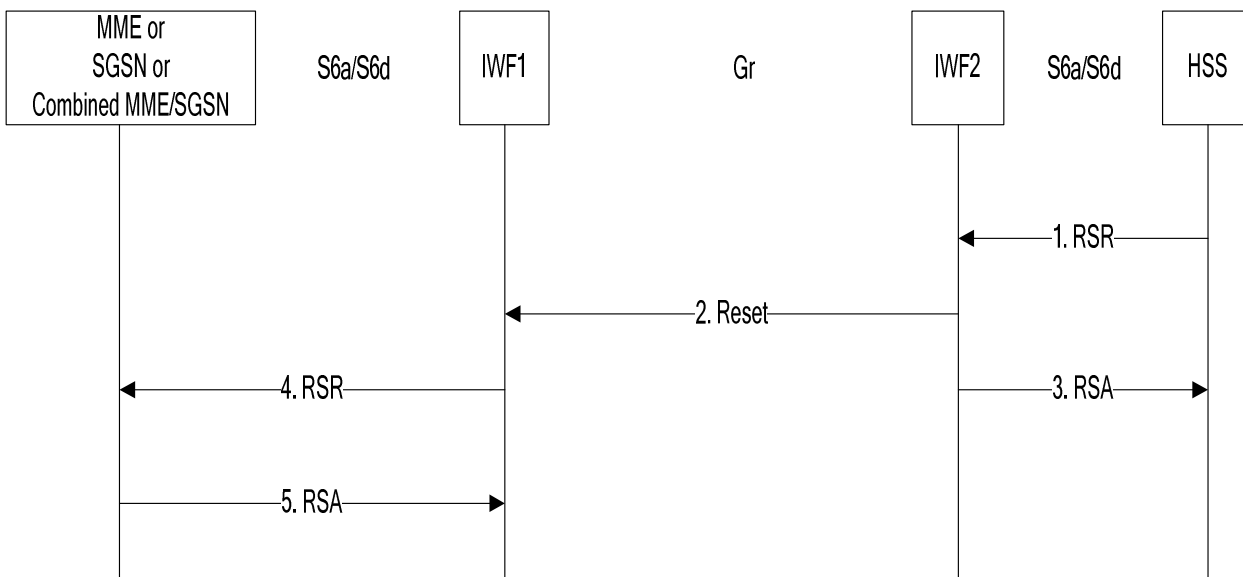 MME or
SGSN or
Combined MME/SGSN
S6a/S6d
IWF1
Gr
IWF2
S6a/S6d
HSS
1. RSR
2. Reset
4. RSR
3. RSA
5. RSA